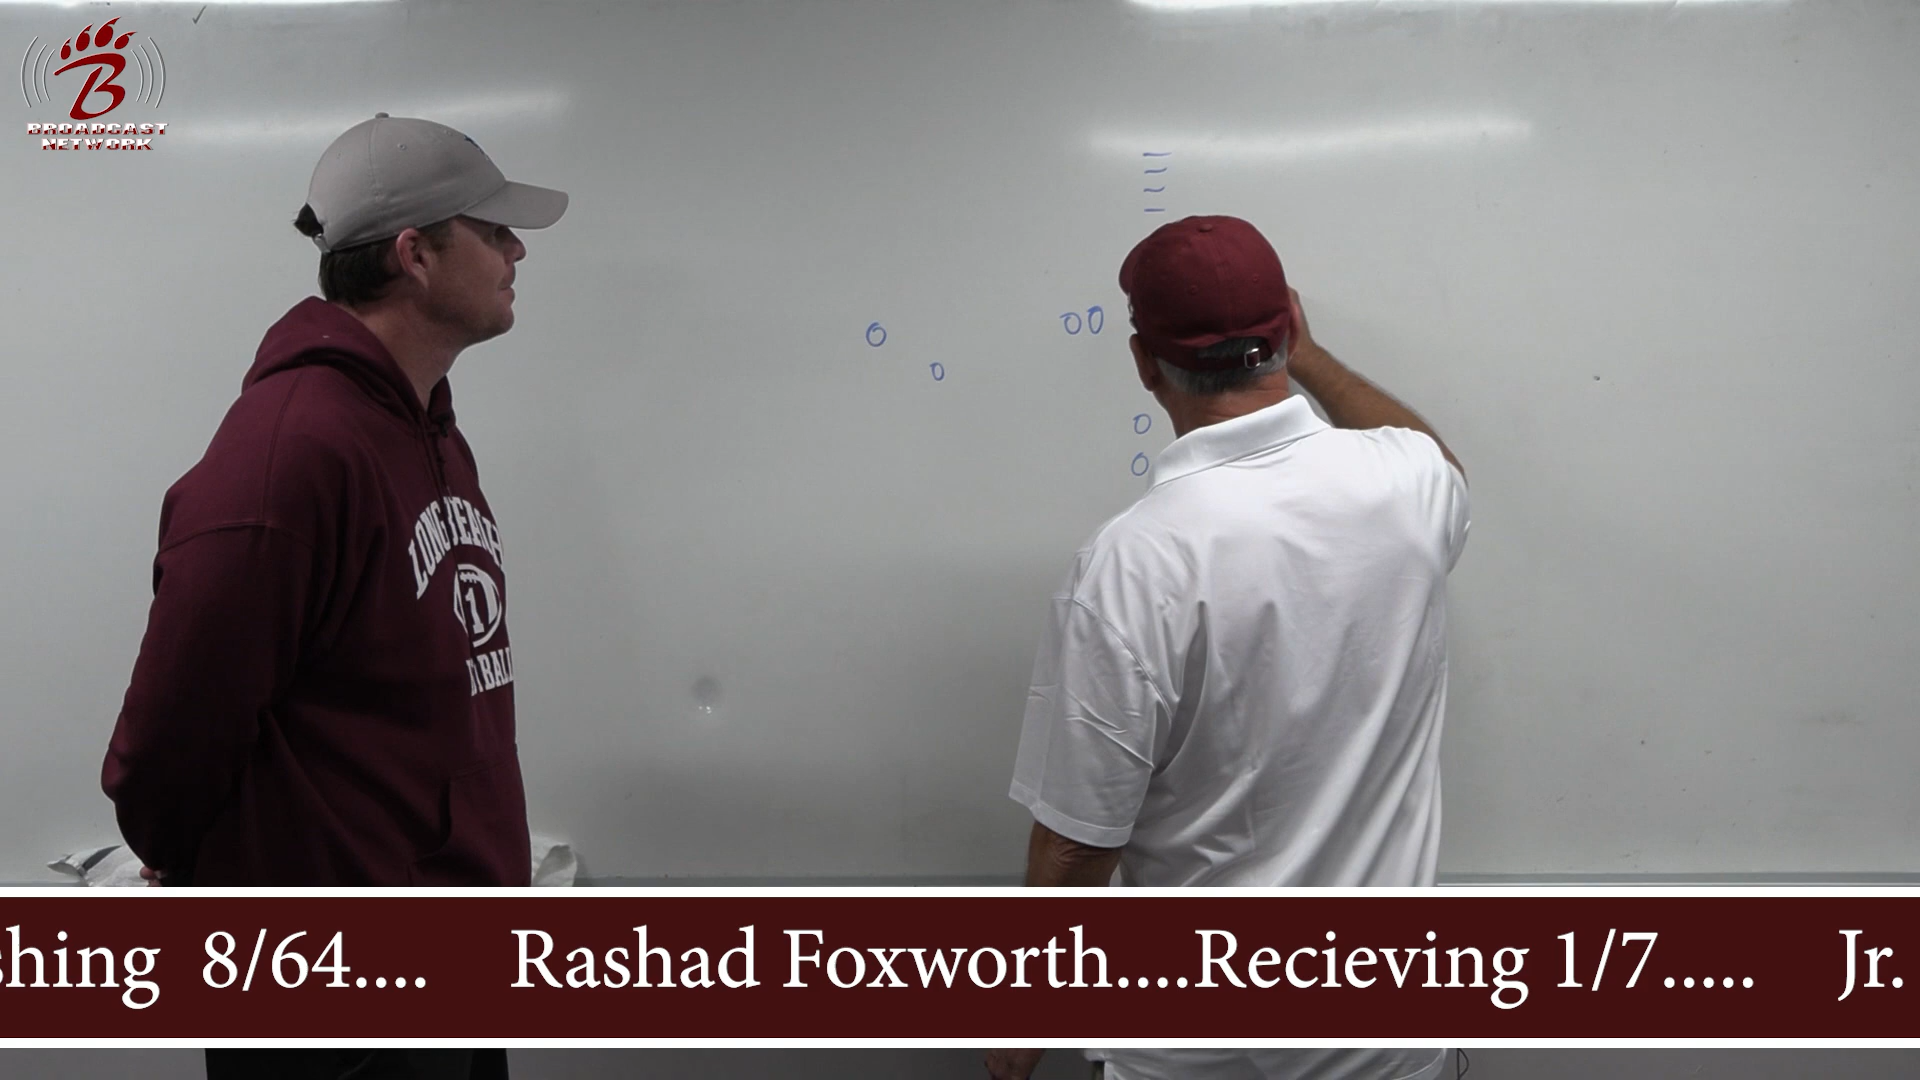 BROADCAST
NETWORK
LONG BEACH
1
shing 8/64.... Rashad Foxworth....Recieving 1/7..... Jr.